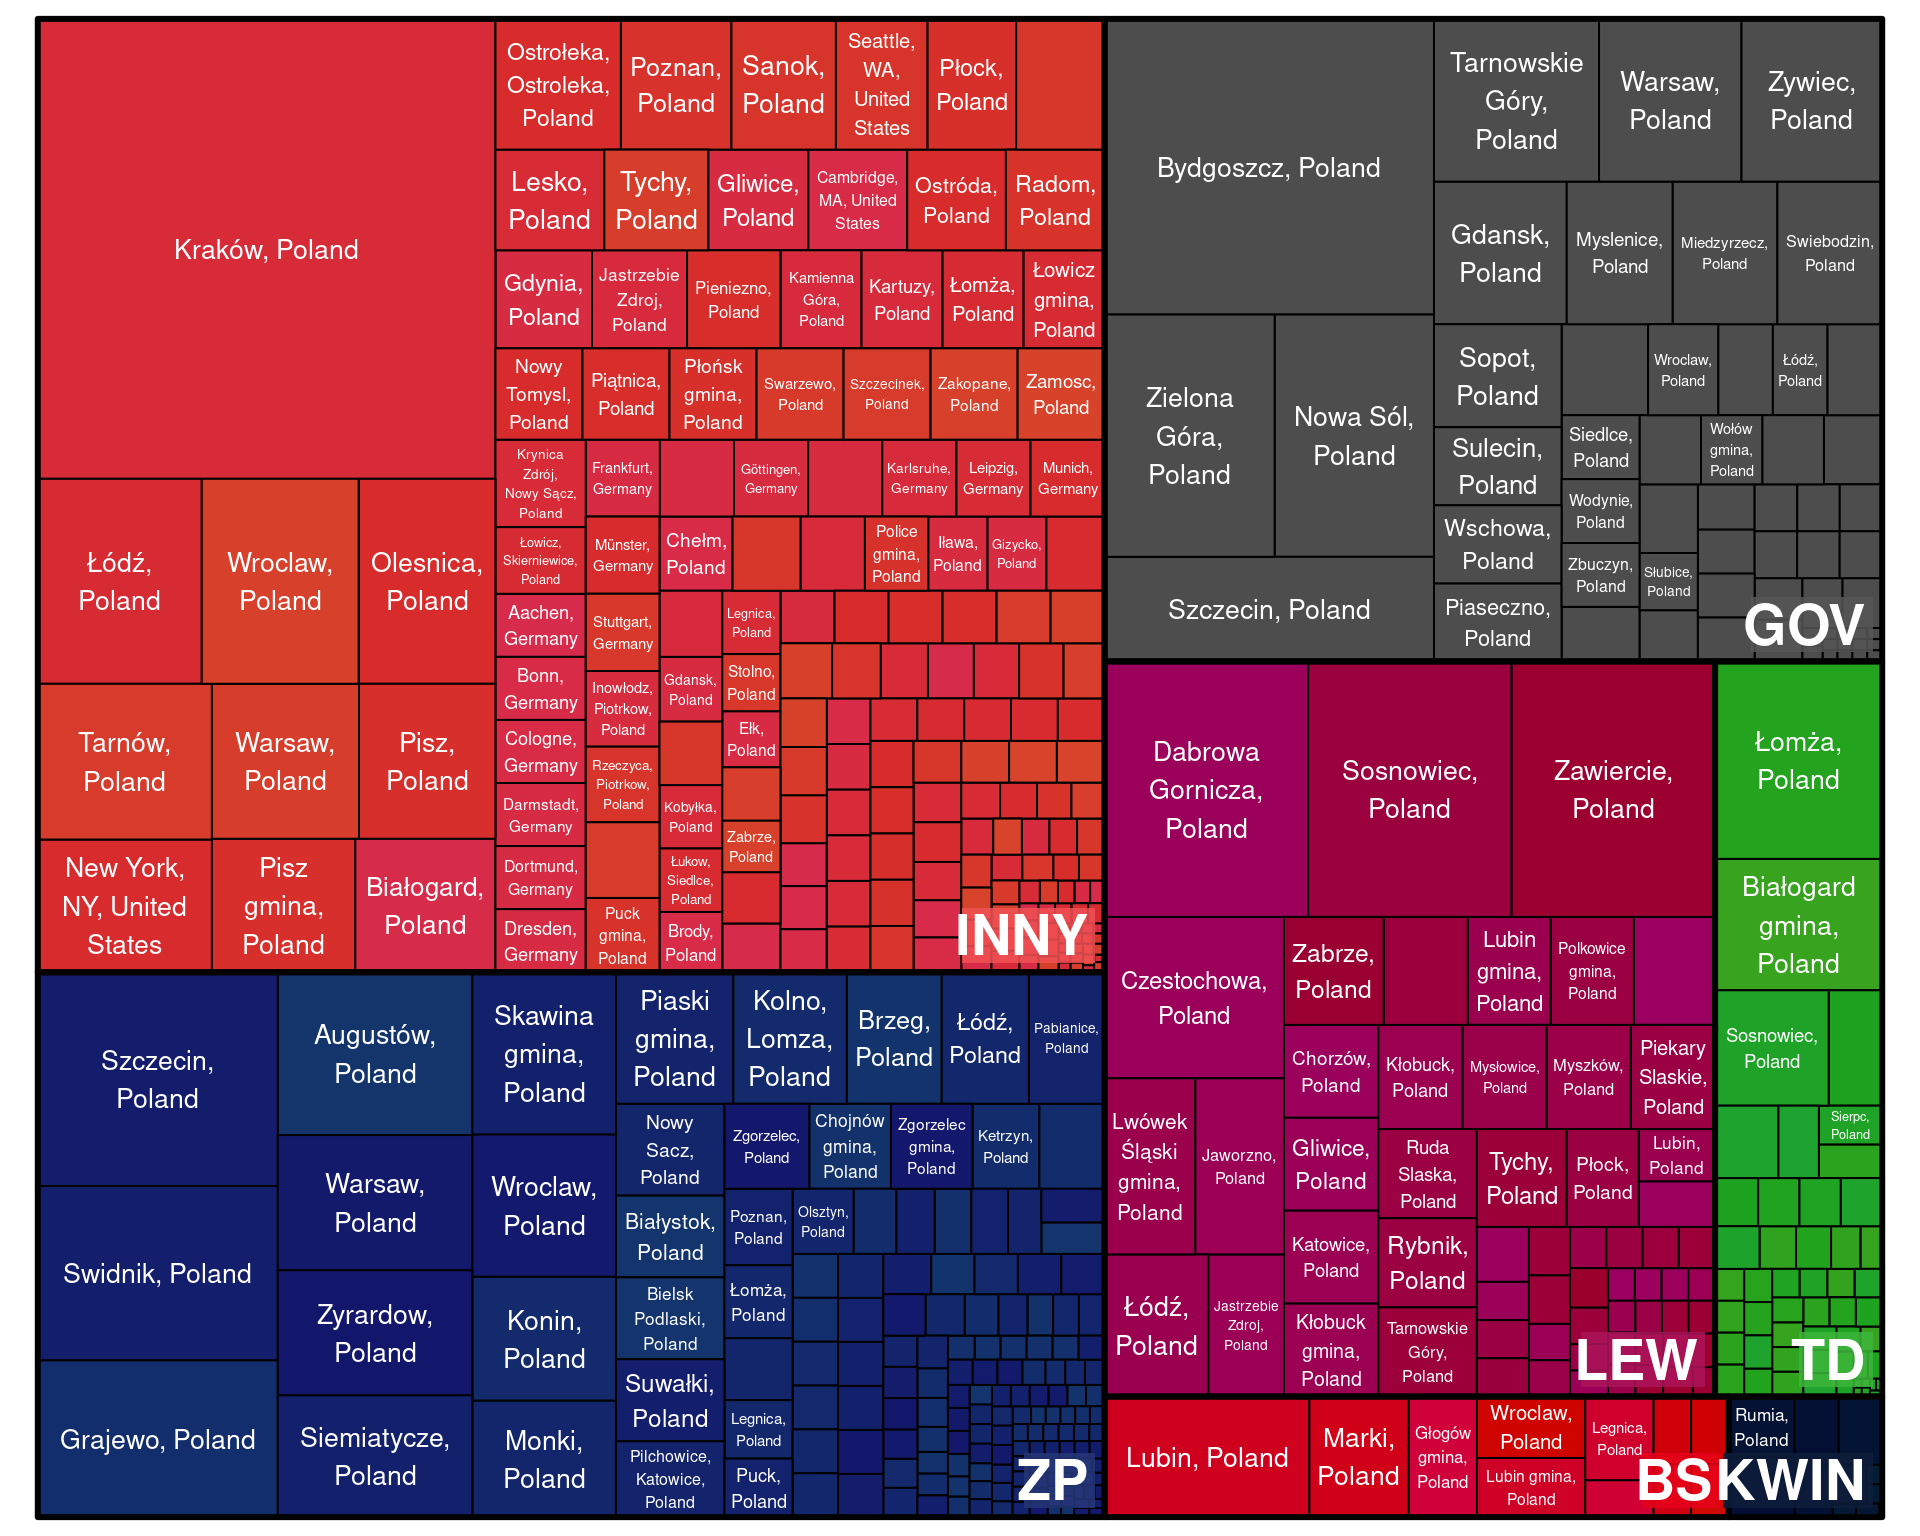 Kraków, Poland
Łódź,
Poland
Wroclaw,
Poland
Olesnica,
Poland
Tarnów,
Poland
Warsaw,
Poland
Pisz,
Poland
New York,
NY, United
States
Pisz
gmina,
Poland
Białogard,
Poland
Ostrołeka,
Ostroleka,
Poland
Poznan,
Poland
Sanok,
Poland
Seattle,
WA,
United
States
Płock,
Poland
Lesko,
Poland
Tychy,
Poland
Gliwice,
Poland
Cambridge,
MA, United
States
Ostróda,
Poland
Radom,
Poland
Gdynia,
Poland
Jastrzebie
Zdroj,
Poland
Pieniezno,
Poland
Kamienna
Góra,
Poland
Kartuzy,
Poland
Łomża,
Poland
Łowicz
gmina,
Poland
Nowy
Tomysl,
Poland
Piątnica,
Poland
Płońsk
gmina,
Poland
Swarzewo,
Poland
Szczecinek,
Poland
Zakopane,
Poland
Zamosc,
Poland
Krynica
Zdrój,
Nowy Sącz,
Poland
Frankfurt,
Germany
Göttingen,
Germany
Karlsruhe,
Germany
Leipzig,
Germany
Munich,
Germany
Łowicz,
Skierniewice,
Poland
Münster,
Germany
Chełm,
Poland
Police
gmina,
Poland
Iława,
Poland
Gizycko,
Poland
Aachen,
Germany
Stuttgart,
Germany
Legnica,
Poland
Bonn,
Germany
Inowłodz,
Piotrkow,
Poland
Gdansk,
Poland
Stolno,
Poland
Cologne,
Germany
Ełk,
Poland
Rzeczyca,
Piotrkow,
Poland
Darmstadt,
Germany
Kobyłka,
Poland
Zabrze,
Poland
Dortmund,
Germany
Łukow,
Siedlce,
Poland
Dresden,
Germany
Puck
gmina,
Poland
Brody,
Poland
INNY
Bydgoszcz, Poland
Tarnowskie
Góry,
Poland
Warsaw,
Poland
Zywiec,
Poland
Gdansk,
Poland
Myslenice,
Poland
Miedzyrzecz,
Poland
Swiebodzin,
Poland
Zielona
Góra,
Poland
Nowa Sól,
Poland
Szczecin, Poland
Sopot,
Poland
Wroclaw,
Poland
Łódź,
Poland
Sulecin,
Poland
Siedlce,
Poland
Wołów
gmina,
Poland
Wschowa,
Poland
Wodynie,
Poland
Zbuczyn,
Poland
Słubice,
Poland
Piaseczno,
Poland
GOV
Szczecin,
Poland
Swidnik, Poland
Grajewo, Poland
Augustów,
Poland
Warsaw,
Poland
Zyrardow,
Poland
Siemiatycze,
Poland
Skawina
gmina,
Poland
Wroclaw,
Poland
Konin,
Poland
Monki,
Poland
Piaski
gmina,
Poland
Kolno,
Lomza,
Poland
Brzeg,
Poland
Łódź,
Poland
Pabianice,
Poland
Nowy
Sacz,
Poland
Zgorzelec,
Poland
Chojnów
gmina,
Poland
Zgorzelec
gmina,
Poland
Ketrzyn,
Poland
Białystok,
Poland
Poznan,
Poland
Olsztyn,
Poland
Bielsk
Podlaski,
Poland
Łomża,
Poland
Suwałki,
Poland
Legnica,
Poland
Pilchowice,
Katowice,
Poland
Puck,
Poland
ZP
Dabrowa
Gornicza,
Poland
Sosnowiec,
Poland
Zawiercie,
Poland
Czestochowa,
Poland
Zabrze,
Poland
Lubin
gmina,
Poland
Polkowice
gmina,
Poland
Chorzów,
Poland
Kłobuck,
Poland
Mysłowice,
Poland
Myszków,
Poland
Piekary
Slaskie,
Poland
Lwówek
Śląski
gmina,
Poland
Jaworzno,
Poland
Gliwice,
Poland
Ruda
Slaska,
Poland
Tychy,
Poland
Płock,
Poland
Lubin,
Poland
Katowice,
Poland
Rybnik,
Poland
Łódź,
Poland
Jastrzebie
Zdroj,
Poland
Kłobuck
gmina,
Poland
Tarnowskie
Góry,
Poland
LEW
Łomża,
Poland
Białogard
gmina,
Poland
Sosnowiec,
Poland
Sierpc,
Poland
TD
Lubin, Poland
Marki,
Poland
Głogów
gmina,
Poland
Wroclaw,
Poland
Lubin gmina,
Poland
Legnica,
Poland
BS
Rumia,
Poland
KWIN